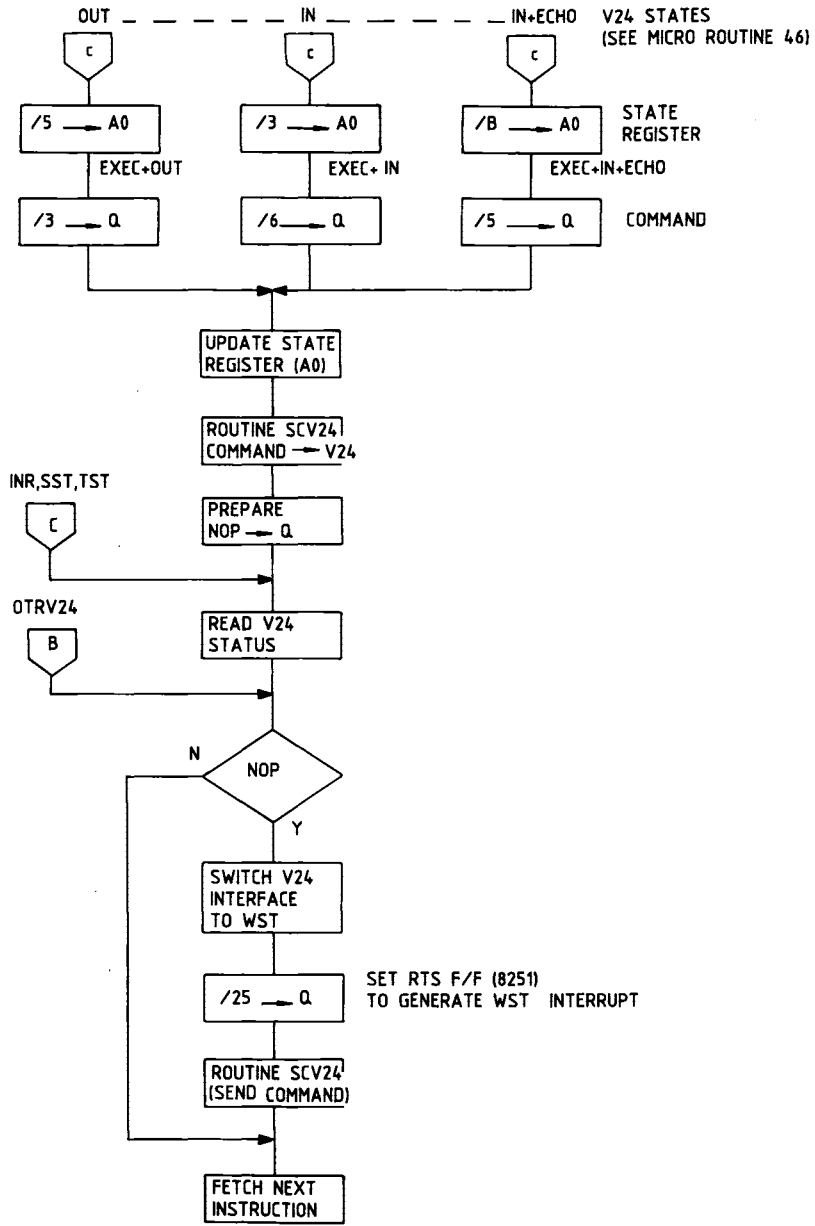 OUT IN IN+ECHO V24 STATES
(SEE MICRO ROUTINE 46)
c c c
/5 → A0 /3 → A0 /B → A0 STATE
REGISTER
EXEC+OUT EXEC+IN EXEC+IN+ECHO
/3 → Q /6 → Q /5 → Q COMMAND
UPDATE STATE
REGISTER (A0)
ROUTINE SCV24
COMMAND → V24
INR,SST,TST
C
PREPARE
NOP → Q
OTRV24
B
READ V24
STATUS
N
NOP
Y
SWITCH V24
INTERFACE
TO WST
/25 → Q
SET RTS F/F (8251)
TO GENERATE WST INTERRUPT
ROUTINE SCV24
(SEND COMMAND)
FETCH NEXT
INSTRUCTION